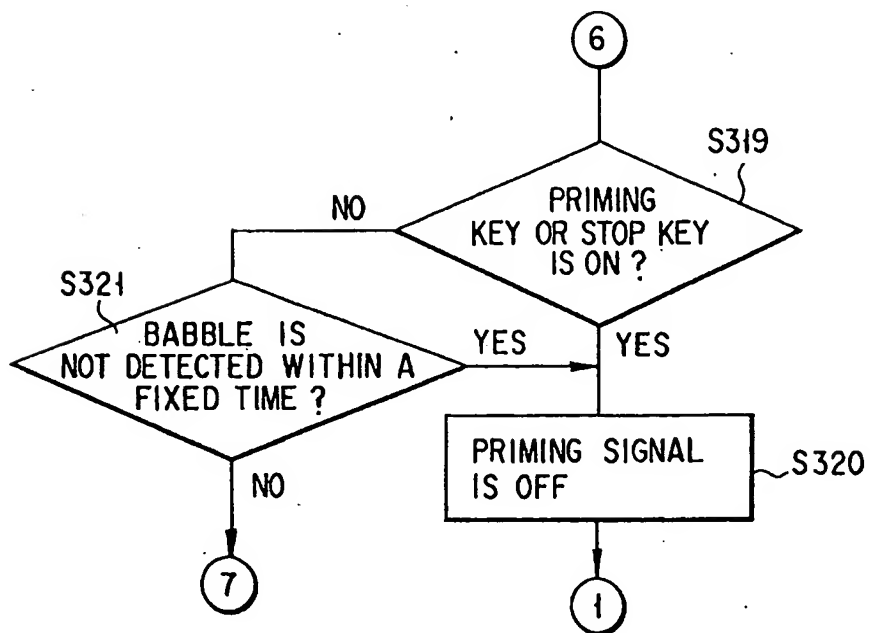 6
S319
PRIMING
KEY OR STOP KEY
IS ON ?
NO
YES
S321
BABBLE IS
NOT DETECTED WITHIN A
FIXED TIME ?
YES
NO
PRIMING SIGNAL
IS OFF
S320
7
1